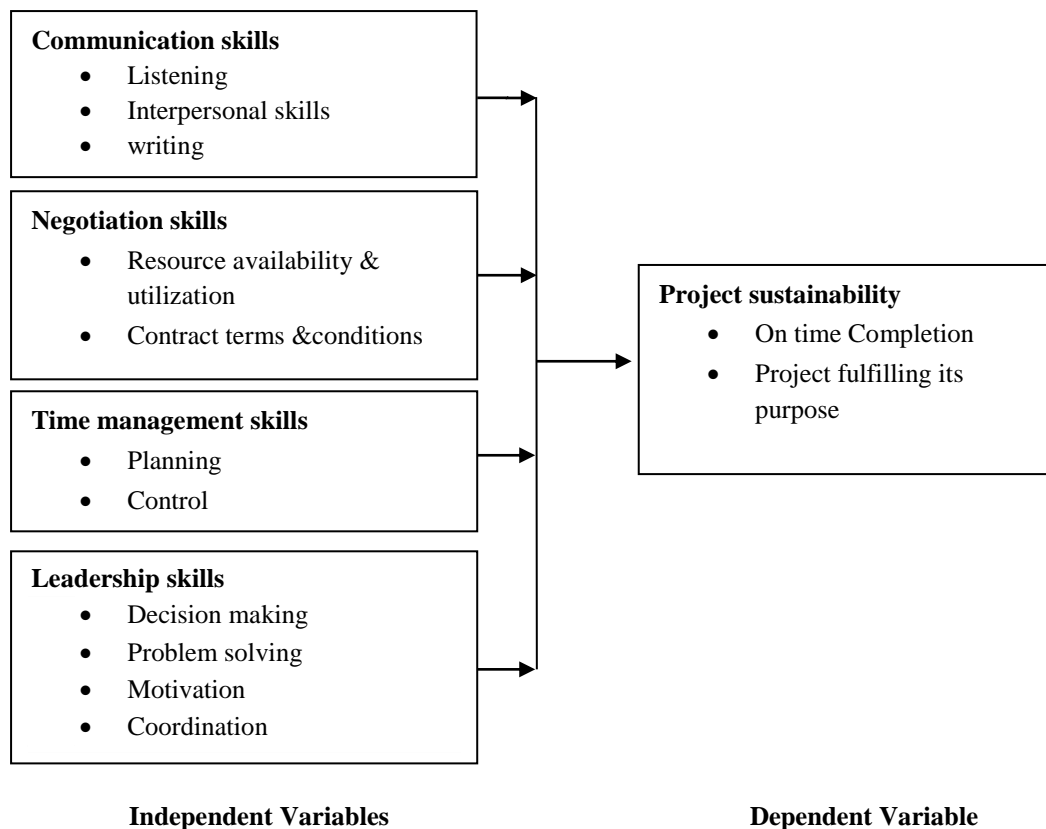 Communication skills
• Listening
• Interpersonal skills
• writing
Negotiation skills
• Resource availability &
utilization
• Contract terms &conditions
Time management skills
• Planning
• Control
Leadership skills
• Decision making
• Problem solving
• Motivation
• Coordination
Project sustainability
• On time Completion
• Project fulfilling its
purpose
Independent Variables
Dependent Variable